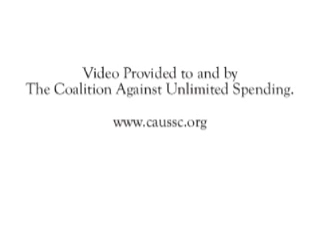 Video Provided to and by
The Coalition Against Unlimited Spending.
www.caussc.org